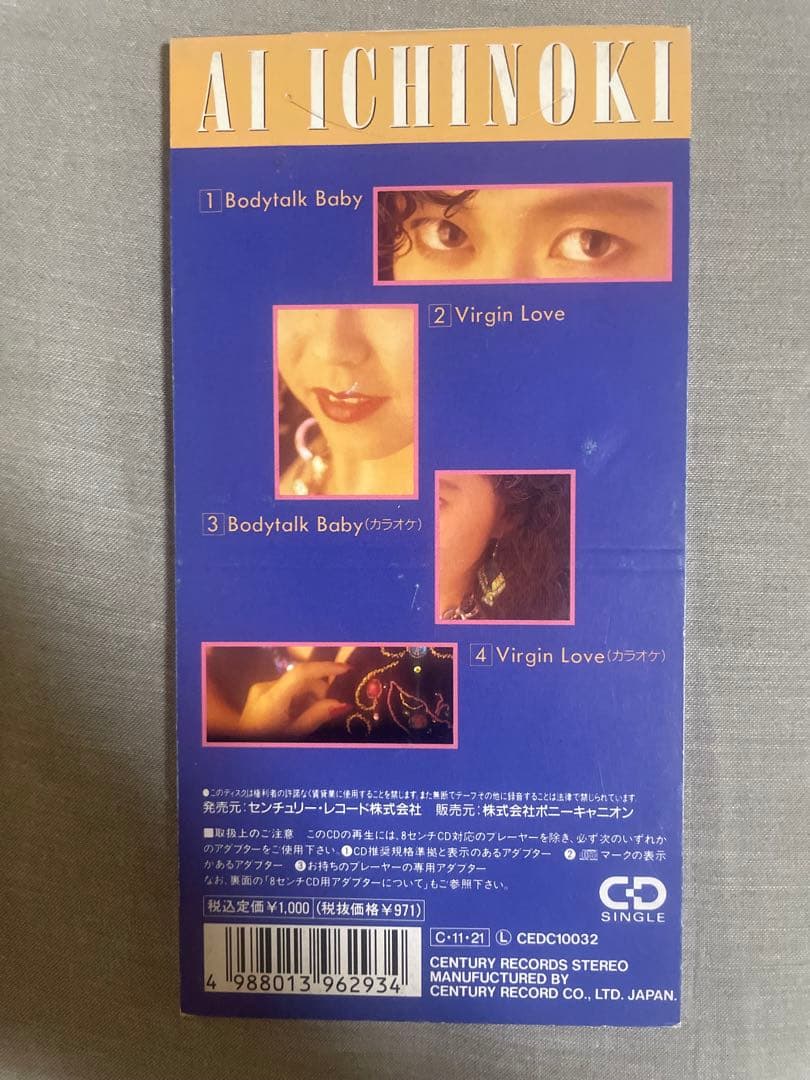 AI ICHINOKI
1 Bodytalk Baby
2 Virgin Love
3 Bodytalk Baby(カラオケ)
4 Virgin Love(カラオケ)
●このディスクは権利者の許諾なく賃貸業に使用することを禁じます。また無断でテープその他に録音することは法律で禁じられています。
発売元:センチュリー・レコード株式会社 販売元:株式会社ポニーキャニオン
■取扱上のご注意 このCDの再生には、8センチCD対応のプレーヤーを除き、必ず次のいずれか
のアダプターをご使用下さい。❶CD推奨規格準拠と表示のあるアダプター ❷ マークの表示
があるアダプター ❸お持ちのプレーヤーの専用アダプター
なお、裏面の「8センチCD用アダプターについて」もご参照下さい。
CD
SINGLE
税込定価¥1,000 (税抜価格¥971)
C・11・21 Ⓛ CEDC10032
4 988013 962934
CENTURY RECORDS STEREO
MANUFUCTURED BY
CENTURY RECORD CO., LTD. JAPAN.